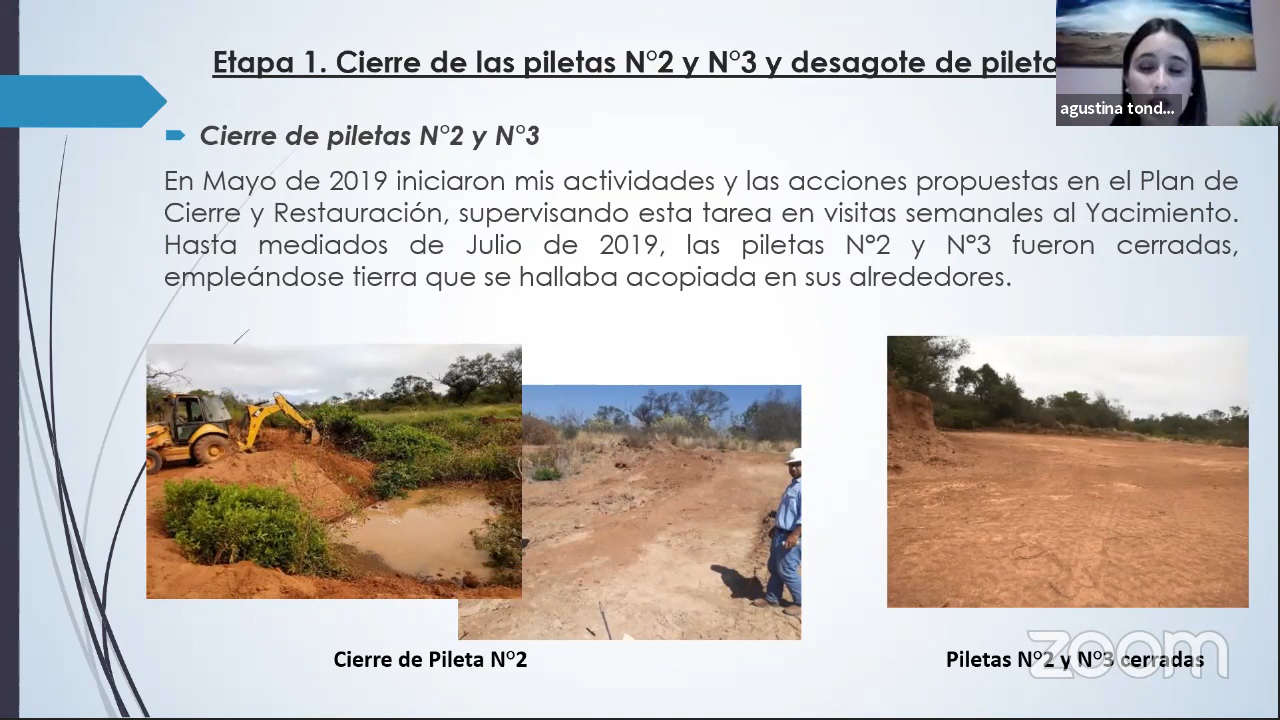 Etapa 1. Cierre de las piletas N°2 y N°3 y desagote de
agustina tond...
Cierre de piletas N°2 y N°3
En Mayo de 2019 iniciaron mis actividades y las acciones propuestas en el Plan de
Cierre y Restauración, supervisando esta tarea en visitas semanales al Yacimiento.
Hasta mediados de Julio de 2019, las piletas N°2 y N°3 fueron cerradas,
empleándose tierra que se hallaba acopiada en sus alrededores.
Cierre de Pileta N°2
Piletas N°2 y N°3 cerradas
zoom